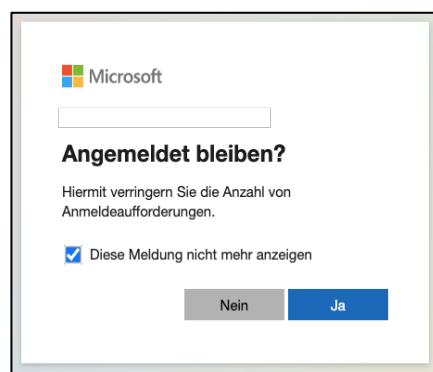 Microsoft
Angemeldet bleiben?
Hiermit verringern Sie die Anzahl von
Anmeldeaufforderungen.
Diese Meldung nicht mehr anzeigen
Nein
Ja